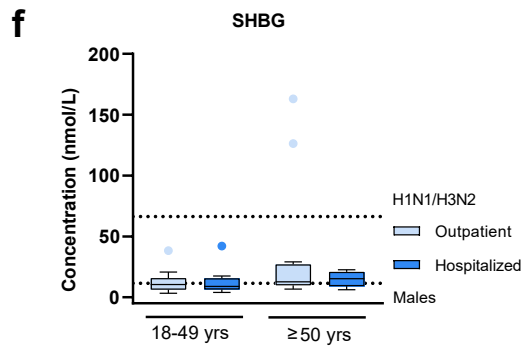 f
SHBG
Concentration (nmol/L)
200
150
100
50
0
18-49 yrs
≥50 yrs
H1N1/H3N2
Outpatient
Hospitalized
Males